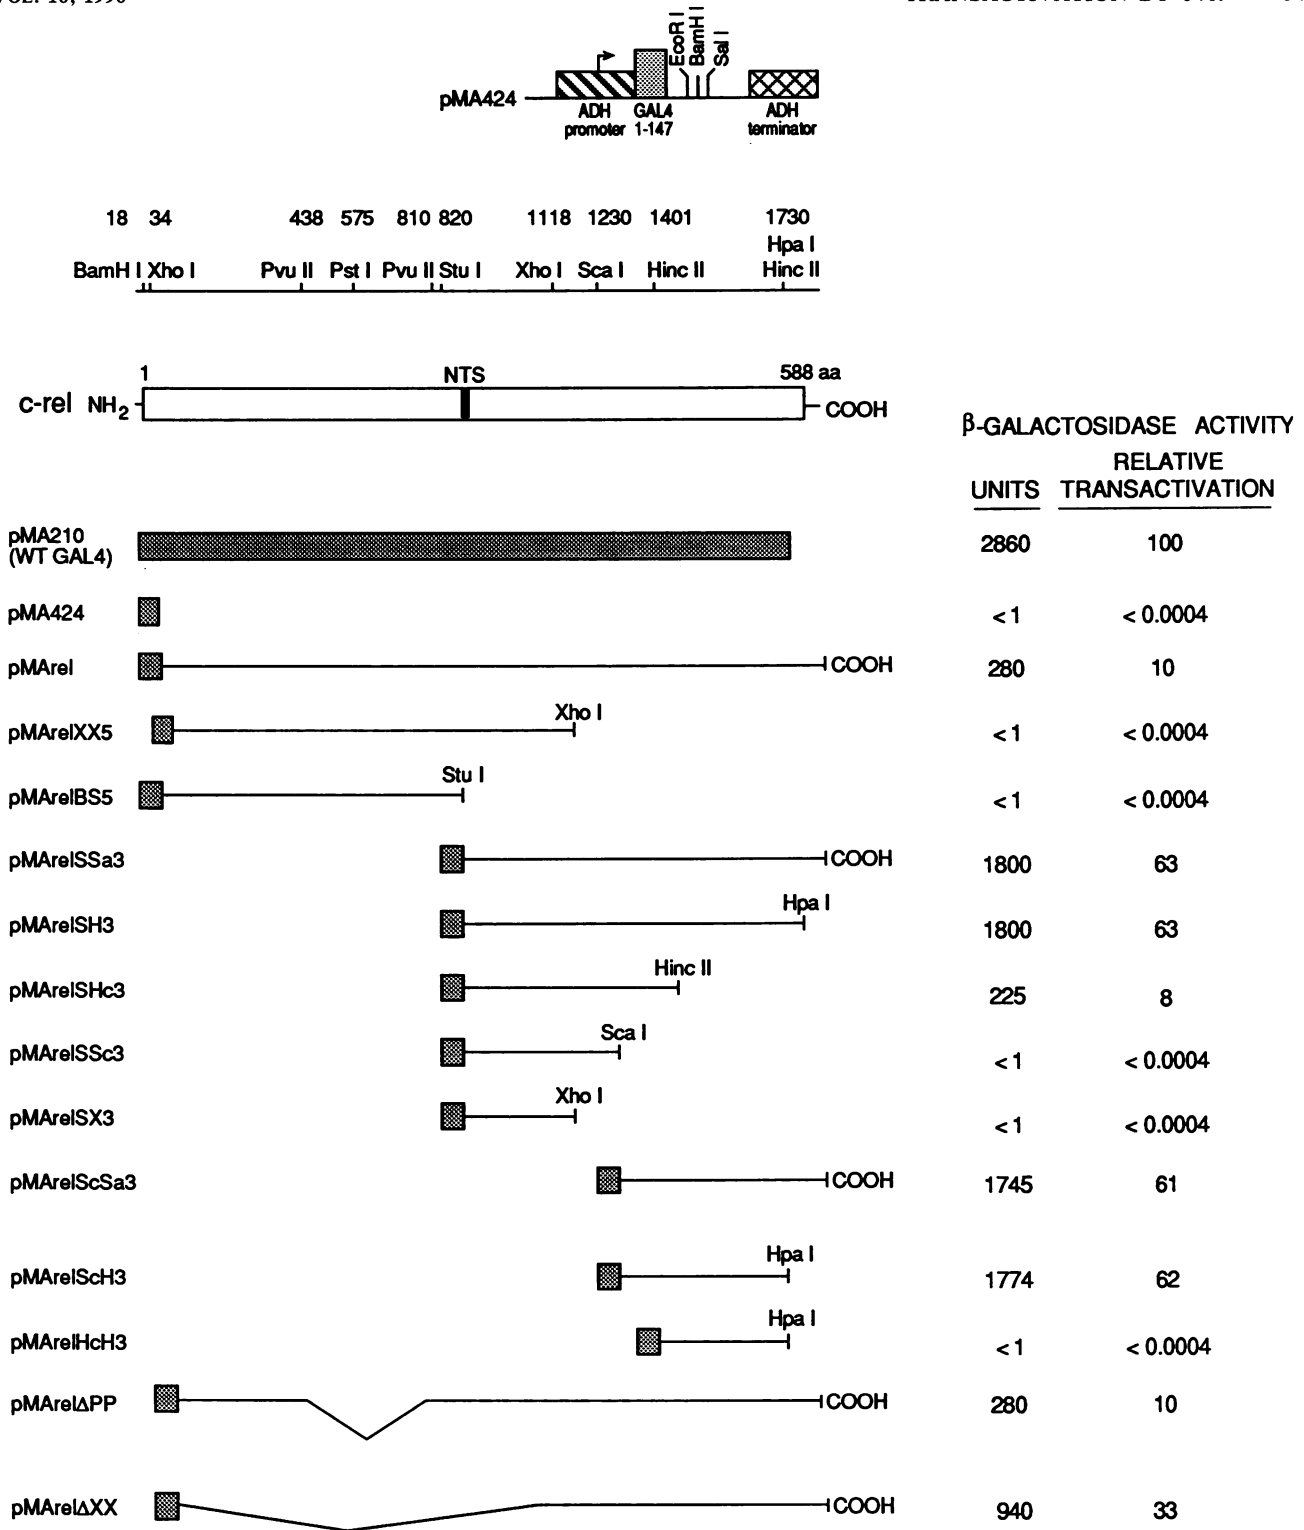 EcoR I
BamH I
Sal I
pMA424
ADH promoter
GAL4 1-147
ADH terminator
18 34 438 575 810 820 1118 1230 1401 1730
Hpa I
BamH I Xho I Pvu II Pst I Pvu II Stu I Xho I Sca I Hinc II Hinc II
1 NTS 588 aa
c-rel NH2 COOH
β-GALACTOSIDASE ACTIVITY
RELATIVE
UNITS TRANSACTIVATION
pMA210 2860 100
(WT GAL4)
pMA424 < 1 < 0.0004
pMArel COOH 280 10
Xho I
pMArelXX5 < 1 < 0.0004
Stu I
pMArelBS5 < 1 < 0.0004
pMArelSSa3 COOH 1800 63
Hpa I
pMArelSH3 1800 63
Hinc II
pMArelSHc3 225 8
Sca I
pMArelSSc3 < 1 < 0.0004
Xho I
pMArelSX3 < 1 < 0.0004
pMArelScSa3 COOH 1745 61
Hpa I
pMArelScH3 1774 62
Hpa I
pMArelHcH3 < 1 < 0.0004
pMArelΔPP COOH 280 10
pMArelΔXX COOH 940 33